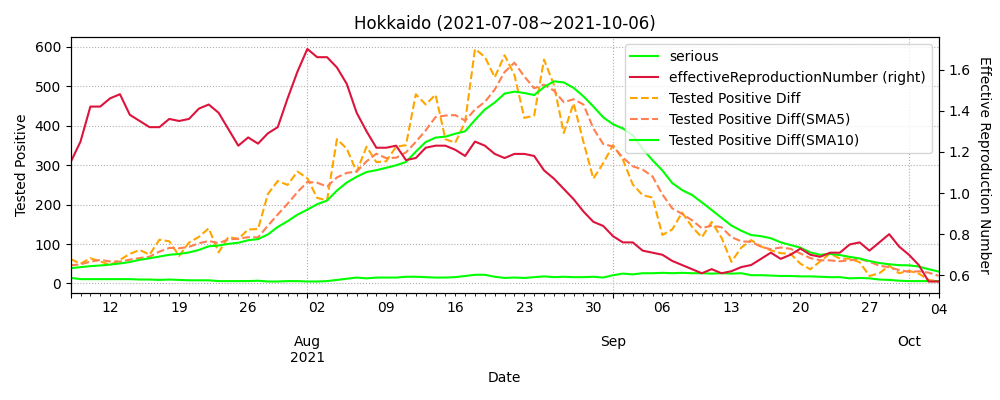 Hokkaido (2021-07-08~2021-10-06)
600
500
400
300
200
100
0
Tested Positive
serious
effectiveReproductionNumber (right)
Tested Positive Diff
Tested Positive Diff(SMA5)
Tested Positive Diff(SMA10)
1.6
1.4
1.2
1.0
0.8
0.6
Effective Reproduction Number
12 19 26 02 09 16 23 30 06 13 20 27 04
Aug Sep Oct
2021
Date